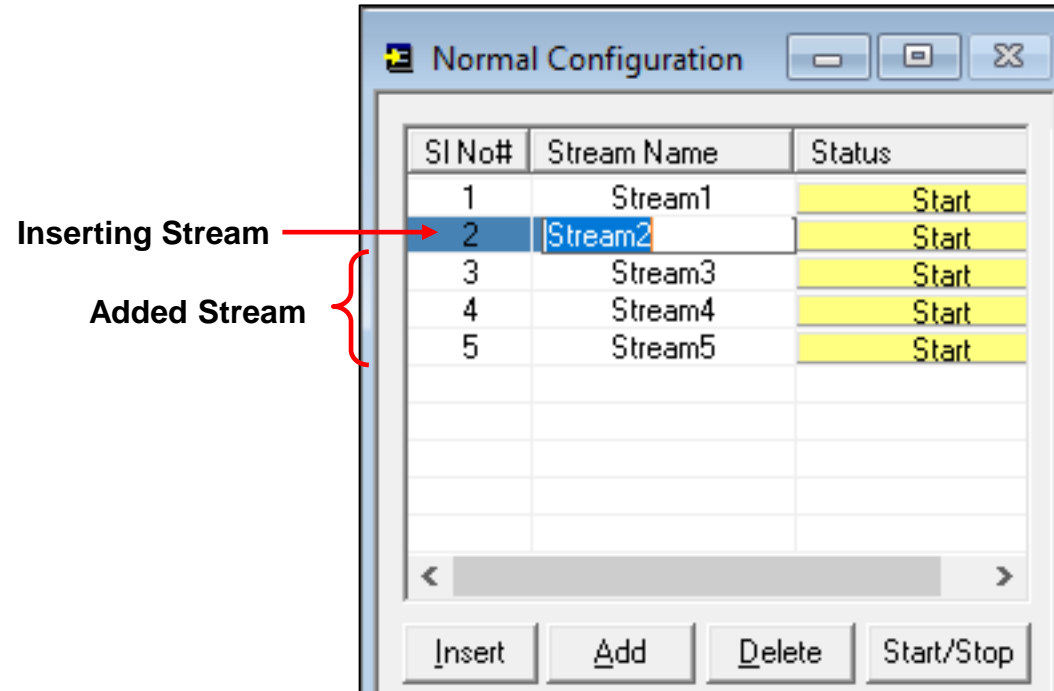 Normal Configuration
Sl No# Stream Name Status
1 Stream1 Start
Inserting Stream 2 Stream2 Start
3 Stream3 Start
Added Stream 4 Stream4 Start
5 Stream5 Start
Insert Add Delete Start/Stop